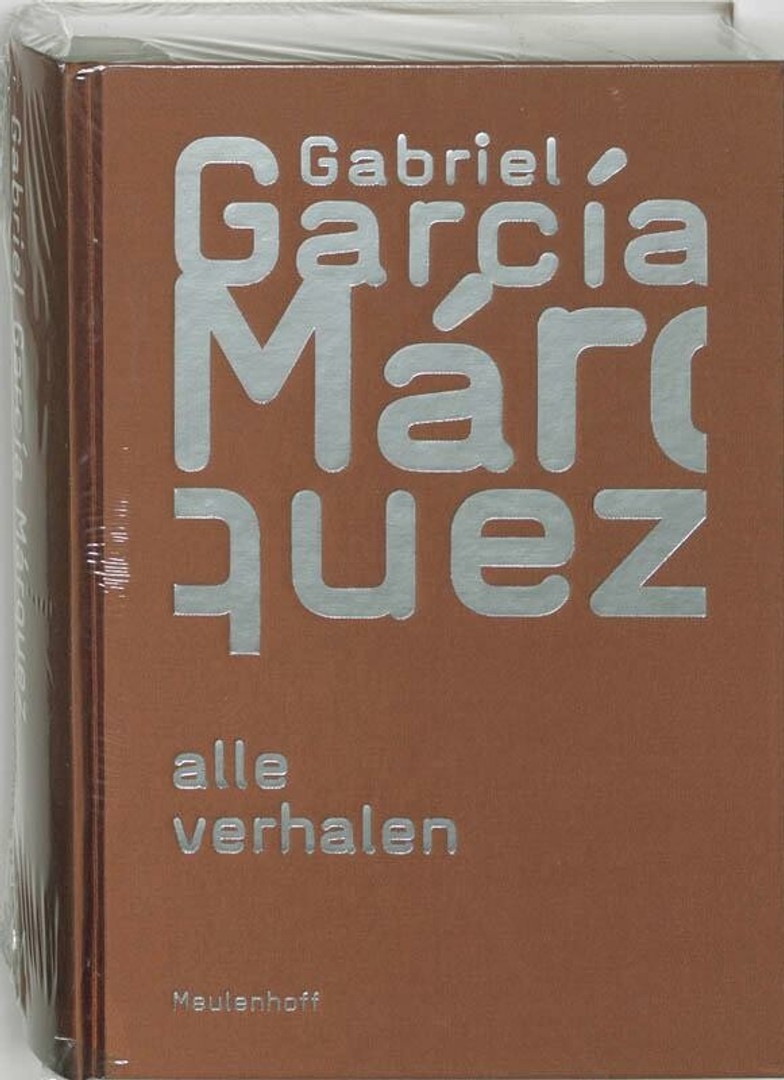 Gabriel
García
Márq
quez
alle
verhalen
Meulenhoff
Gabriel García Márquez